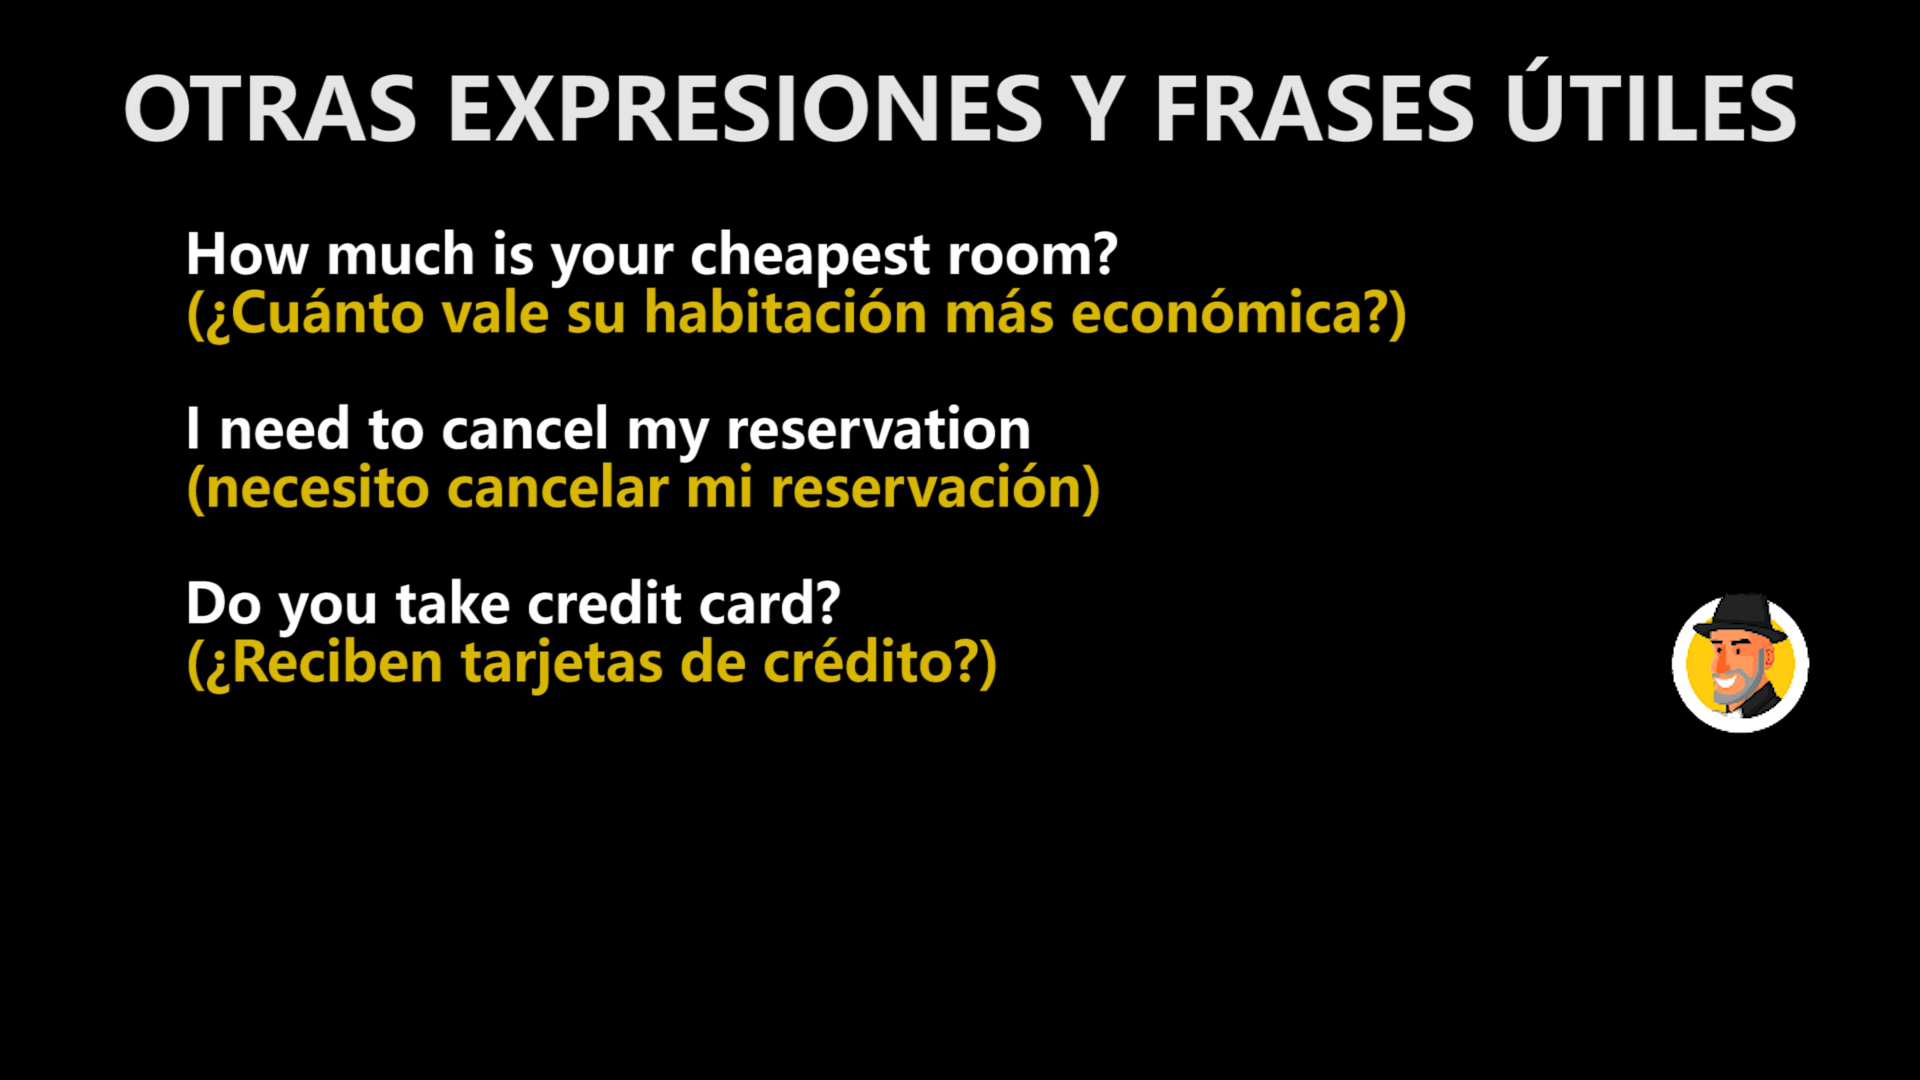 OTRAS EXPRESIONES Y FRASES ÚTILES
How much is your cheapest room?
(¿Cuánto vale su habitación más económica?)
I need to cancel my reservation
(necesito cancelar mi reservación)
Do you take credit card?
(¿Reciben tarjetas de crédito?)